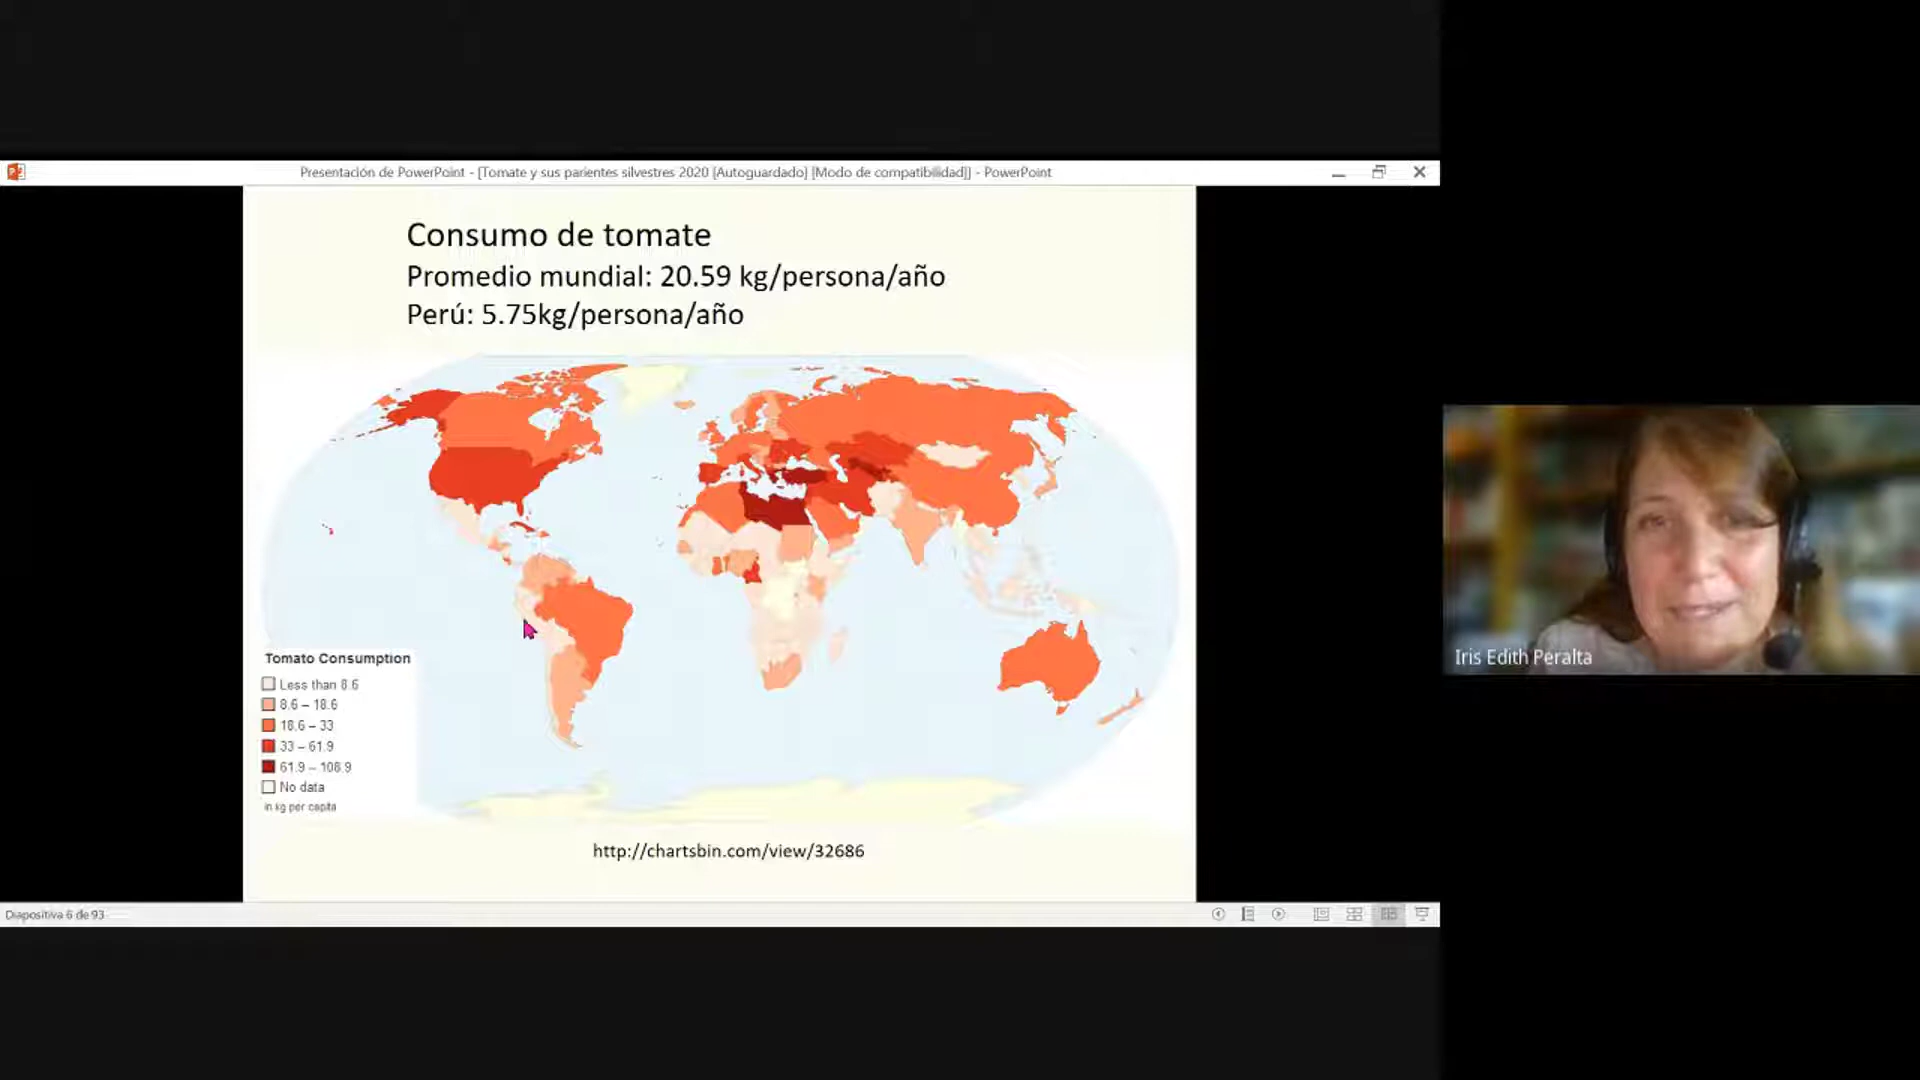 Presentación de PowerPoint - [Tomate y sus parientes silvestres 2020 [Autoguardado] [Modo de compatibilidad]] - PowerPoint
Consumo de tomate
Promedio mundial: 20.59 kg/persona/año
Perú: 5.75kg/persona/año
Tomato Consumption
Less than 8.6
8.6 – 18.6
18.6 – 33
33 – 61.9
61.9 – 108.9
No data
in kg per capita
http://chartsbin.com/view/32686
Diapositiva 6 de 93
Iris Edith Peralta